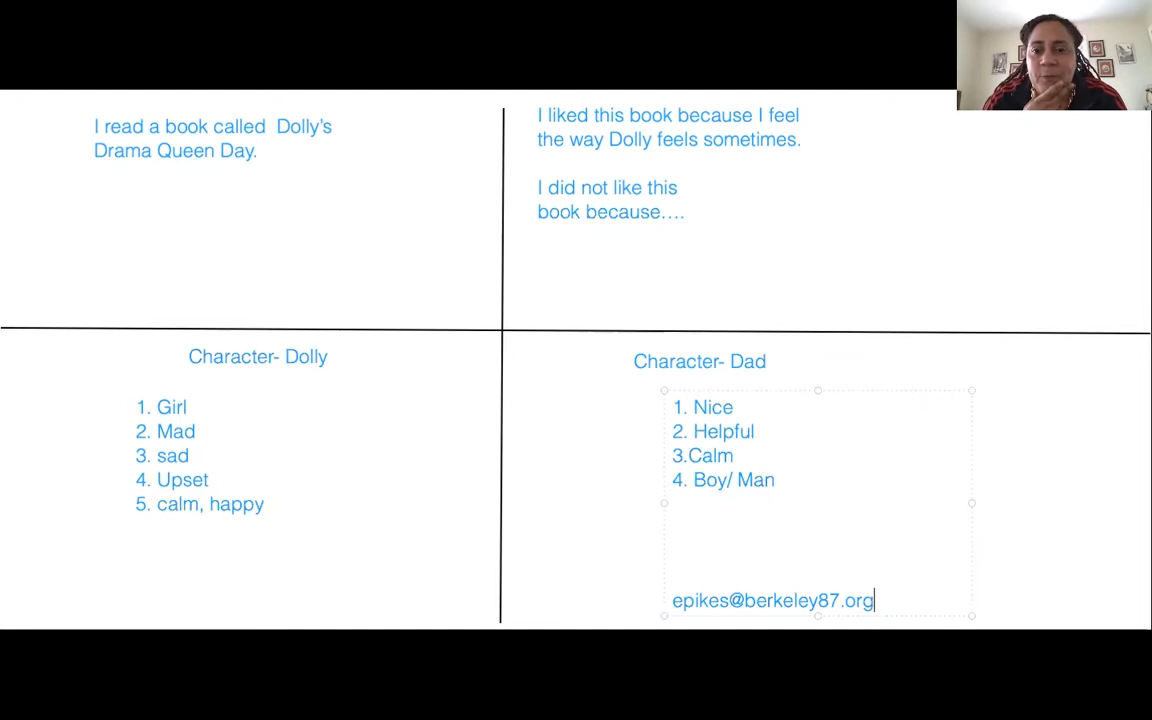 I read a book called  Dolly's
Drama Queen Day.
I liked this book because I feel
the way Dolly feels sometimes.
I did not like this
book because....
Character- Dolly
1. Girl
2. Mad
3. sad
4. Upset
5. calm, happy
Character- Dad
1. Nice
2. Helpful
3.Calm
4. Boy/ Man
epikes@berkeley87.org